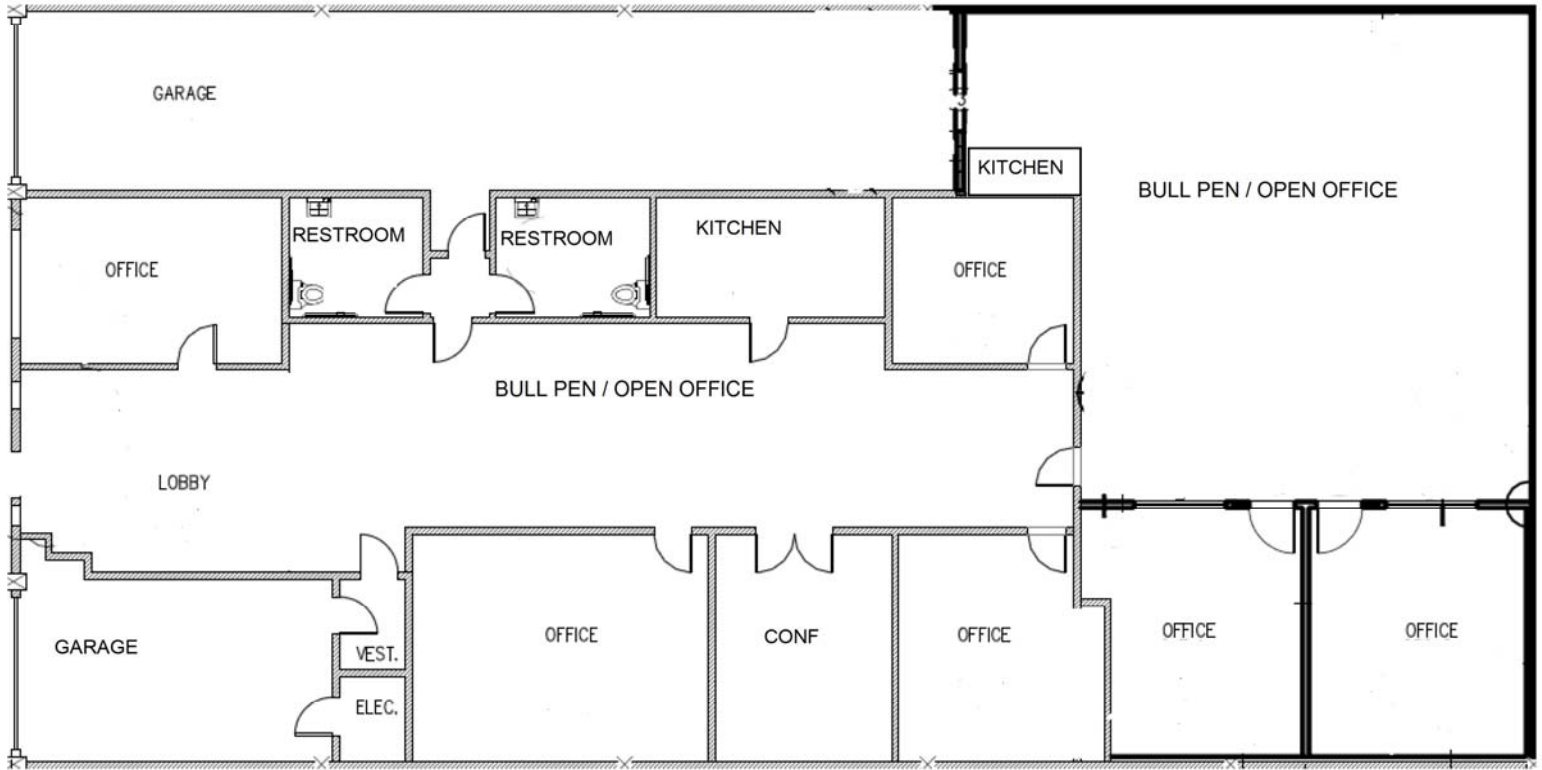 GARAGE
KITCHEN
BULL PEN / OPEN OFFICE
RESTROOM
RESTROOM
KITCHEN
OFFICE
OFFICE
BULL PEN / OPEN OFFICE
LOBBY
OFFICE
CONF
OFFICE
OFFICE
OFFICE
GARAGE
VEST.
ELEC.